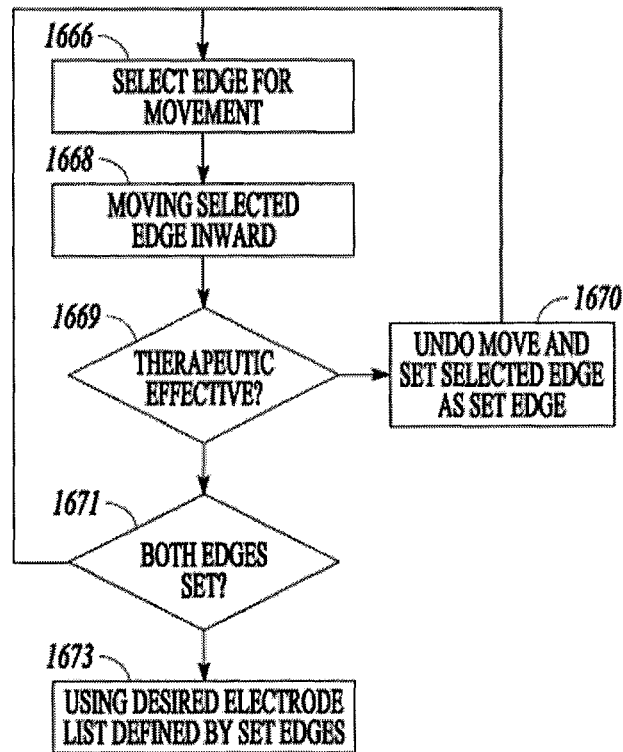 1666
SELECT EDGE FOR
MOVEMENT
1668
MOVING SELECTED
EDGE INWARD
1669
THERAPEUTIC
EFFECTIVE?
1670
UNDO MOVE AND
SET SELECTED EDGE
AS SET EDGE
1671
BOTH EDGES
SET?
1673
USING DESIRED ELECTRODE
LIST DEFINED BY SET EDGES